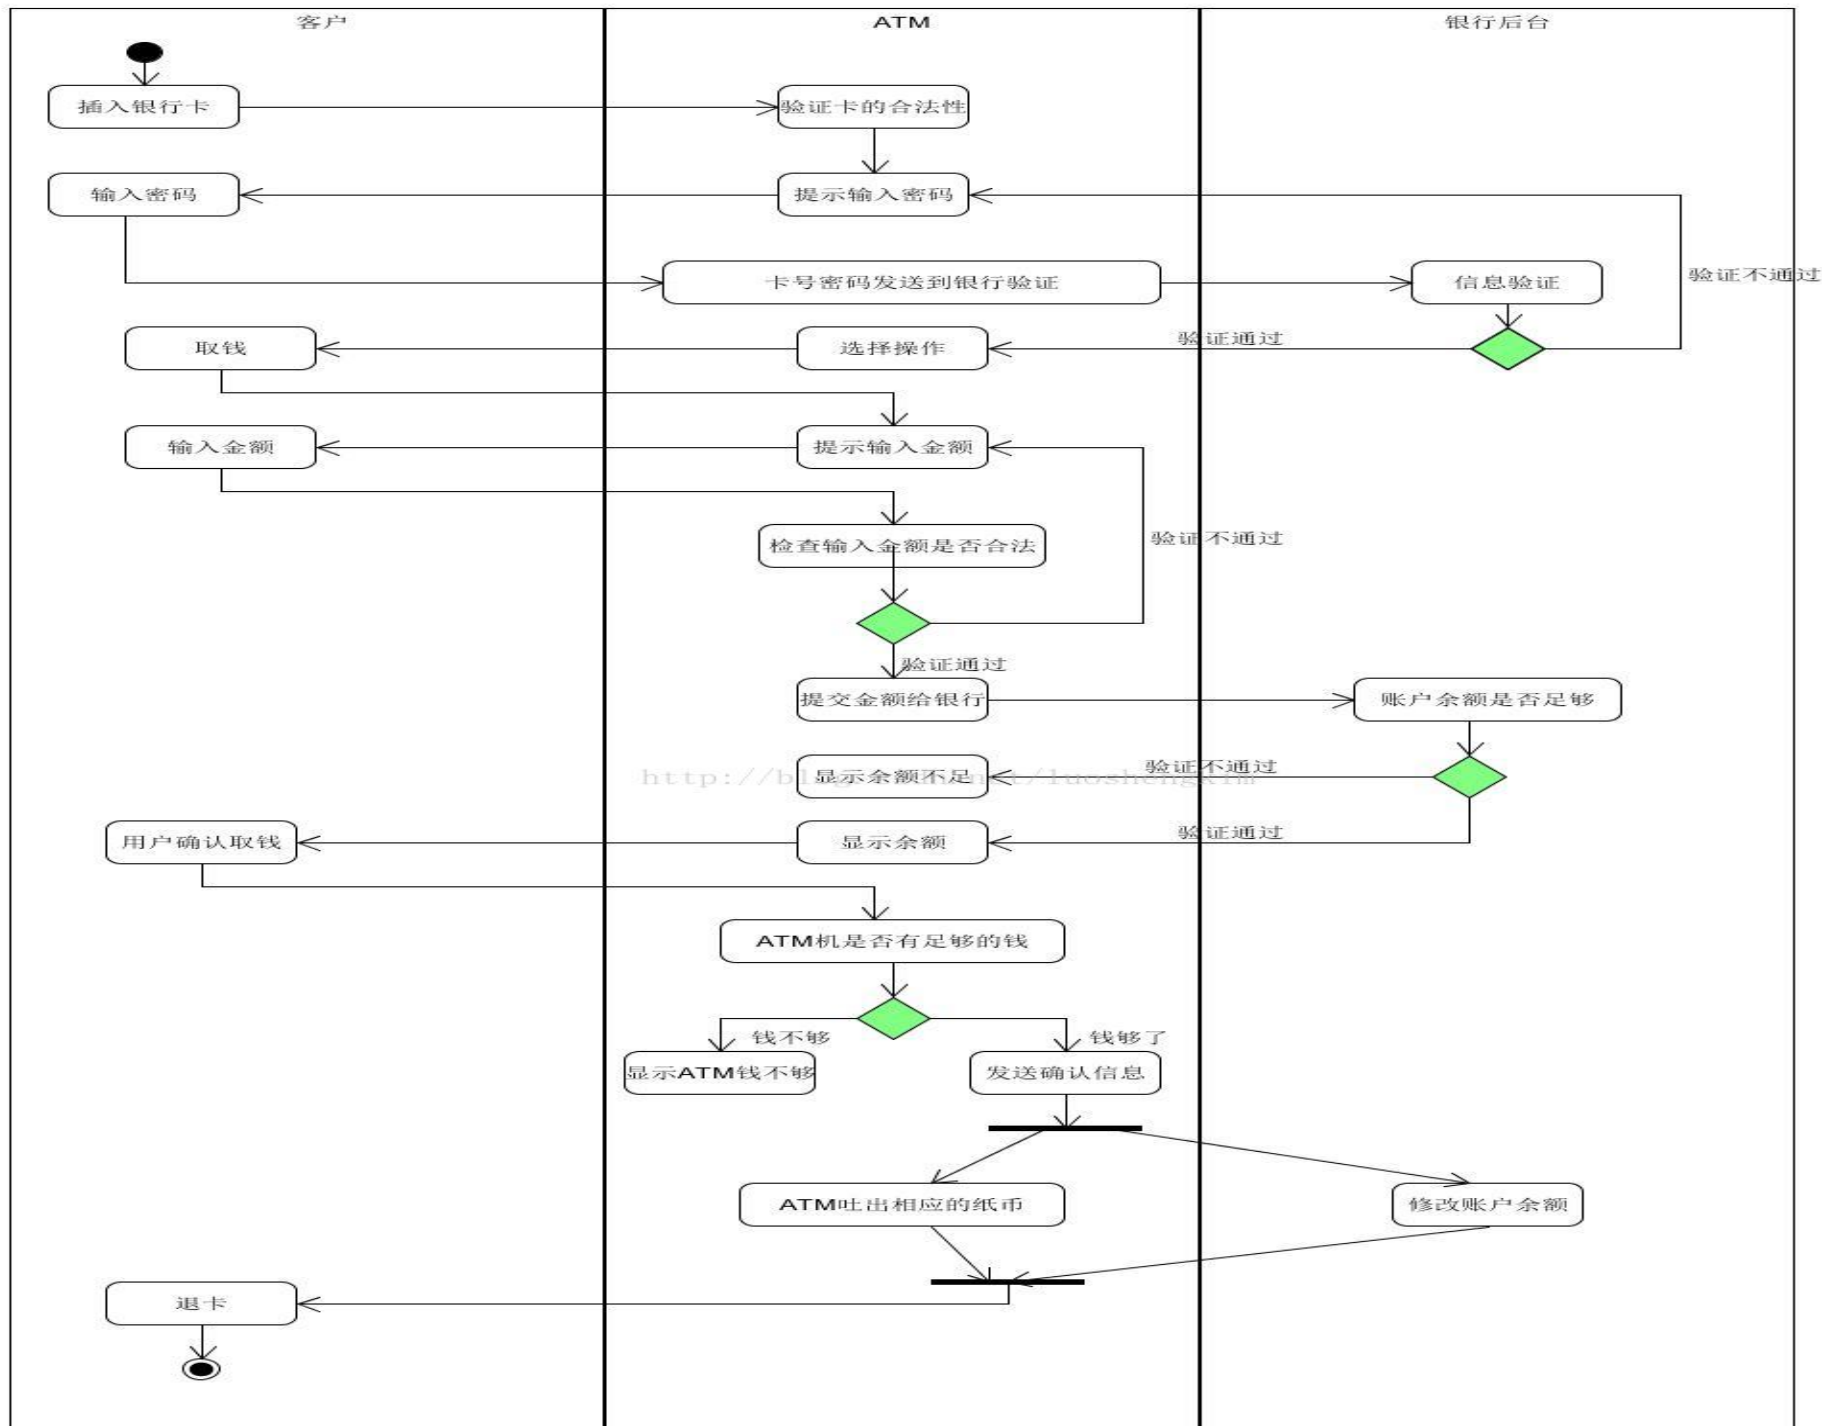 客户
ATM
银行后台
插入银行卡
验证卡的合法性
输入密码
提示输入密码
卡号密码发送到银行验证
信息验证
验证不通过
取钱
选择操作
验证通过
输入金额
提示输入金额
检查输入金额是否合法
验证不通过
验证通过
提交金额给银行
账户余额是否足够
显示余额不足
验证不通过
用户确认取钱
显示余额
验证通过
ATM机是否有足够的钱
钱不够
钱够了
显示ATM钱不够
发送确认信息
ATM吐出相应的纸币
修改账户余额
退卡